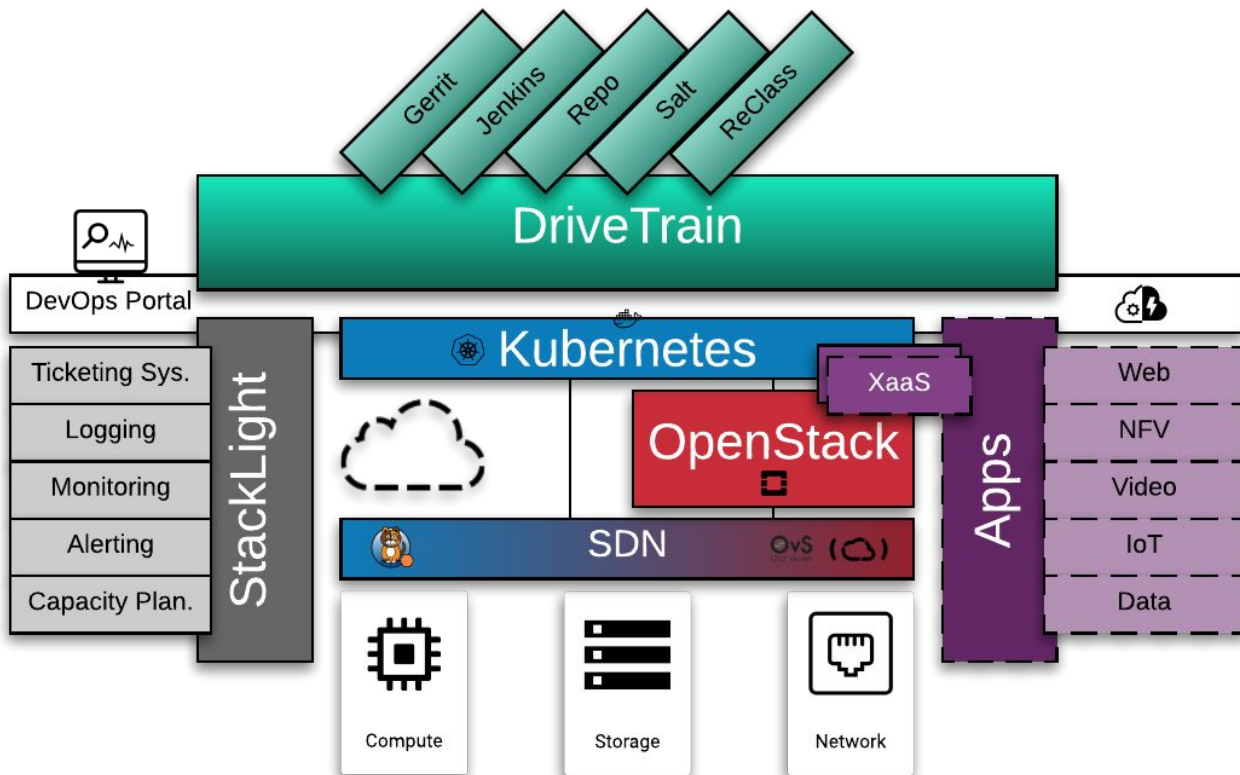 Gerrit
Jenkins
Repo
Salt
ReClass
DriveTrain
DevOps Portal
Kubernetes
XaaS
Ticketing Sys.
Logging
Monitoring
Alerting
Capacity Plan.
StackLight
OpenStack
SDN
OvS
Apps
Web
NFV
Video
IoT
Data
Compute
Storage
Network